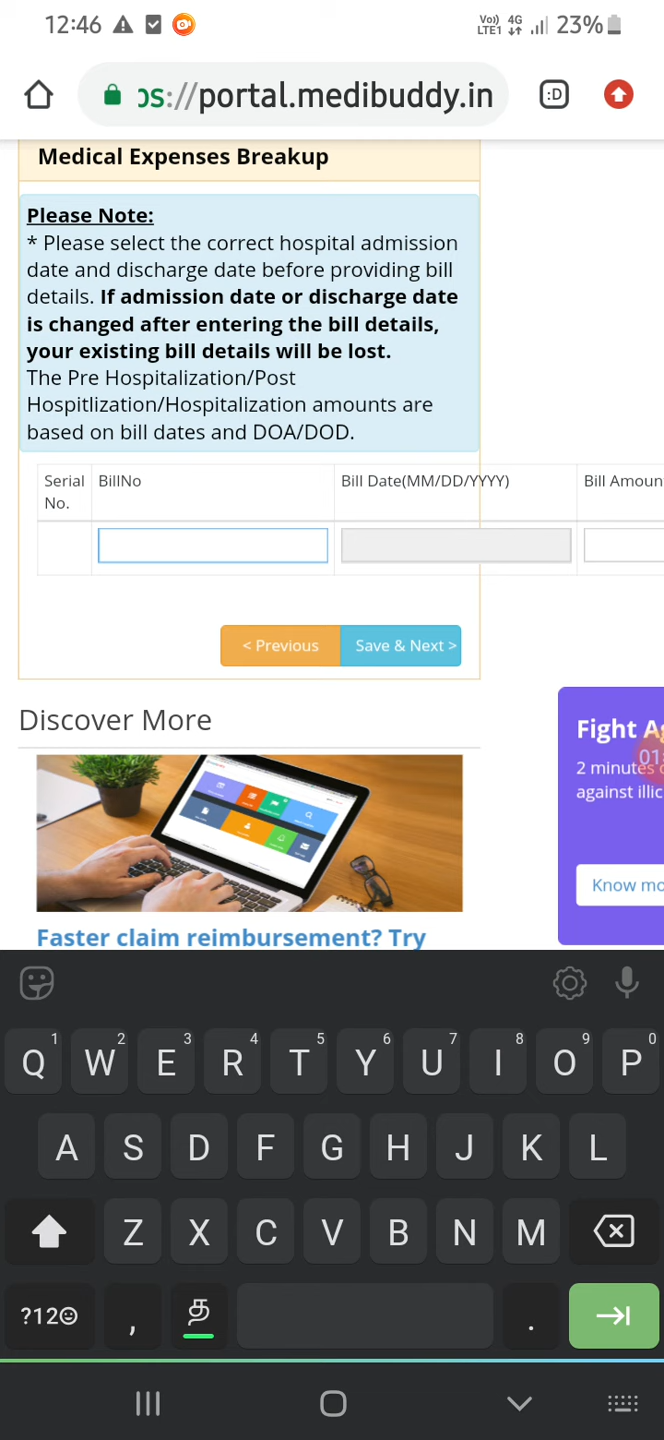 12:46
Vo)) 4G
LTE1
23%
ps://portal.medibuddy.in
:D
Medical Expenses Breakup
Please Note:
* Please select the correct hospital admission
date and discharge date before providing bill
details. If admission date or discharge date
is changed after entering the bill details,
your existing bill details will be lost.
The Pre Hospitalization/Post
Hospitlization/Hospitalization amounts are
based on bill dates and DOA/DOD.
Serial No.
BillNo
Bill Date(MM/DD/YYYY)
Bill Amoun
< Previous
Save & Next >
Discover More
Fight Ag
01:
2 minutes
against illic
Know mo
Faster claim reimbursement? Try
1 2 3 4 5 6 7 8 9 0
Q W E R T Y U I O P
A S D F G H J K L
Z X C V B N M
?12☺ , த .